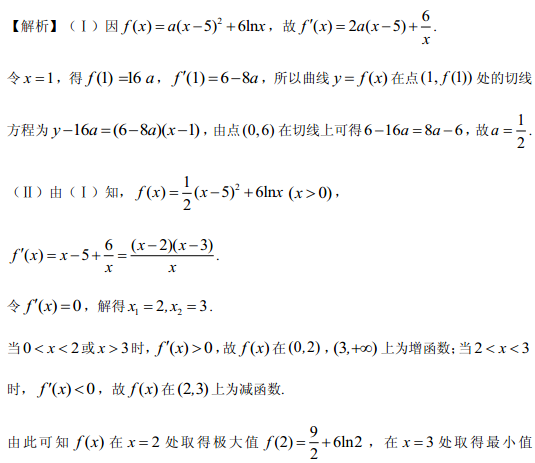 【解析】（Ⅰ）因 f(x)=a(x−5)²+6lnx，故 f′(x)=2a(x−5)+6/x.
令 x=1，得 f(1)=16a，f′(1)=6−8a，所以曲线 y=f(x) 在点 (1,f(1)) 处的切线
方程为 y−16a=(6−8a)(x−1)，由点 (0,6) 在切线上可得 6−16a=8a−6，故 a=1/2.
（Ⅱ）由（Ⅰ）知，f(x)=1/2(x−5)²+6lnx (x>0)，
f′(x)=x−5+6/x=(x−2)(x−3)/x.
令 f′(x)=0，解得 x₁=2,x₂=3.
当 0<x<2 或 x>3 时，f′(x)>0，故 f(x) 在 (0,2)，(3,+∞) 上为增函数；当 2<x<3
时，f′(x)<0，故 f(x) 在 (2,3) 上为减函数.
由此可知 f(x) 在 x=2 处取得极大值 f(2)=9/2+6ln2，在 x=3 处取得最小值